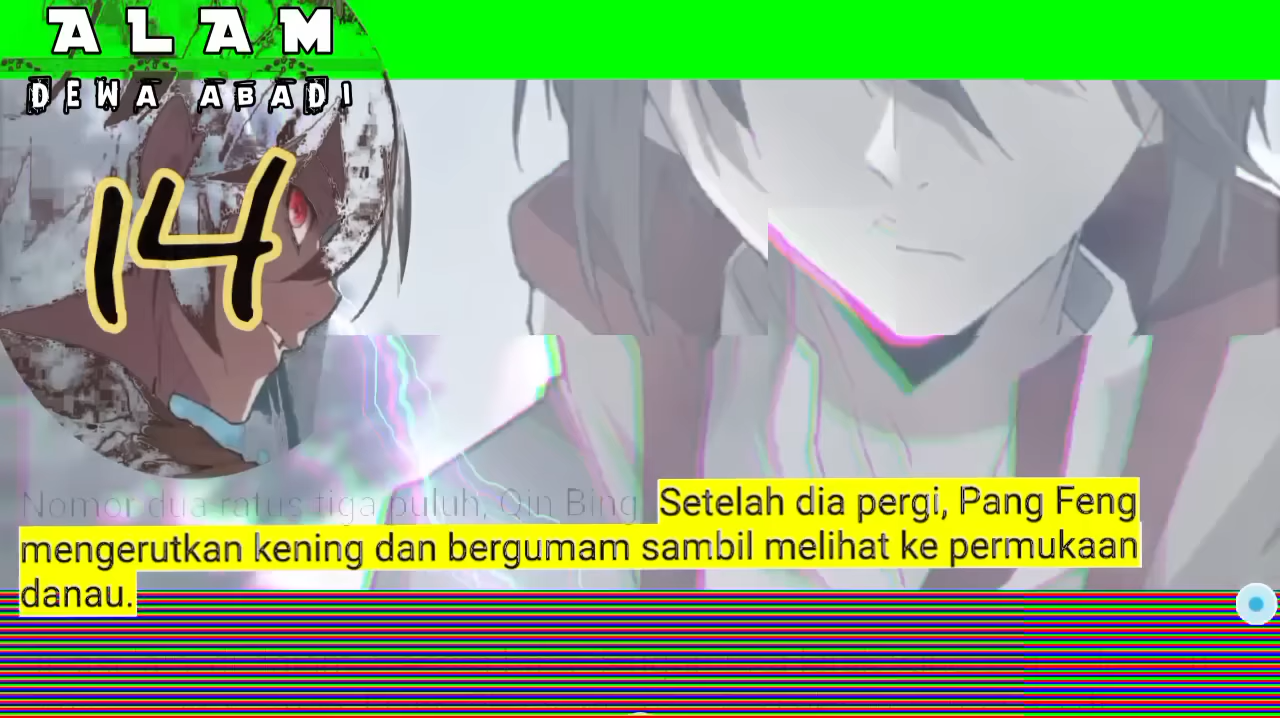 ALAM
DEWA ABADI
14
Nomor dua ratus tiga puluh, Qin Bing. Setelah dia pergi, Pang Feng
mengerutkan kening dan bergumam sambil melihat ke permukaan
danau.